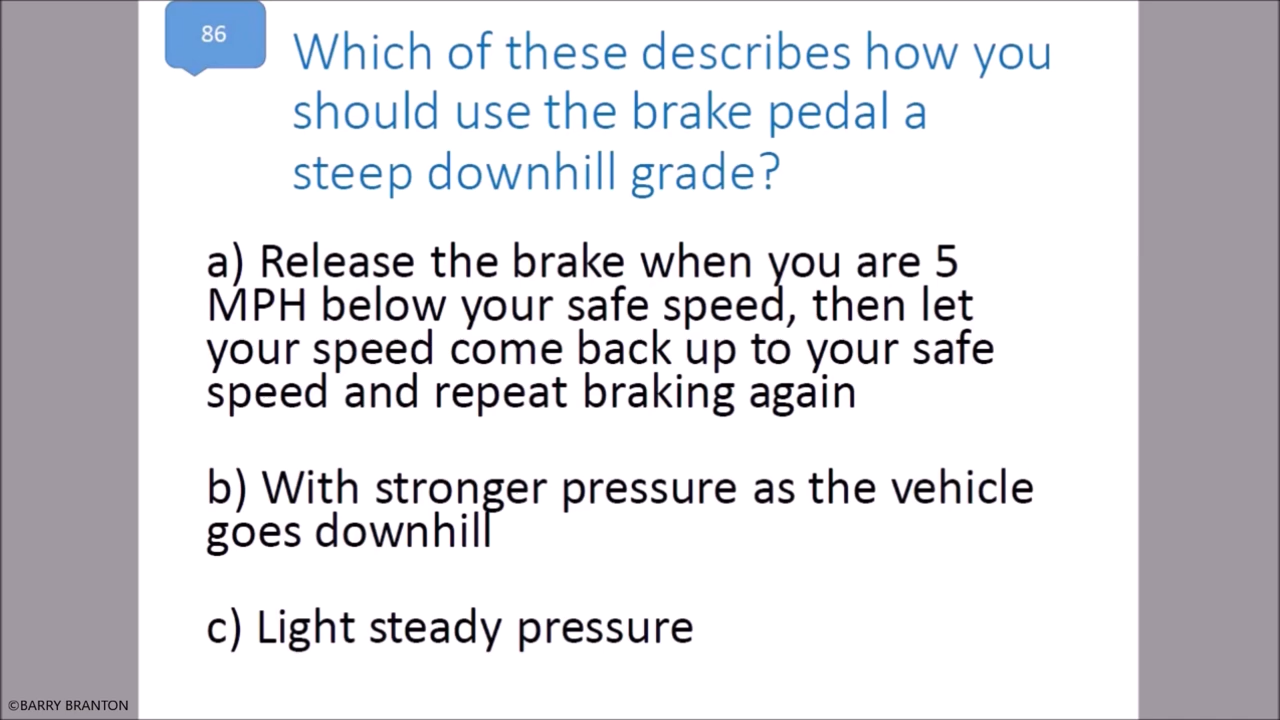 86
Which of these describes how you
should use the brake pedal a
steep downhill grade?
a) Release the brake when you are 5
MPH below your safe speed, then let
your speed come back up to your safe
speed and repeat braking again
b) With stronger pressure as the vehicle
goes downhill
c) Light steady pressure
©BARRY BRANTON